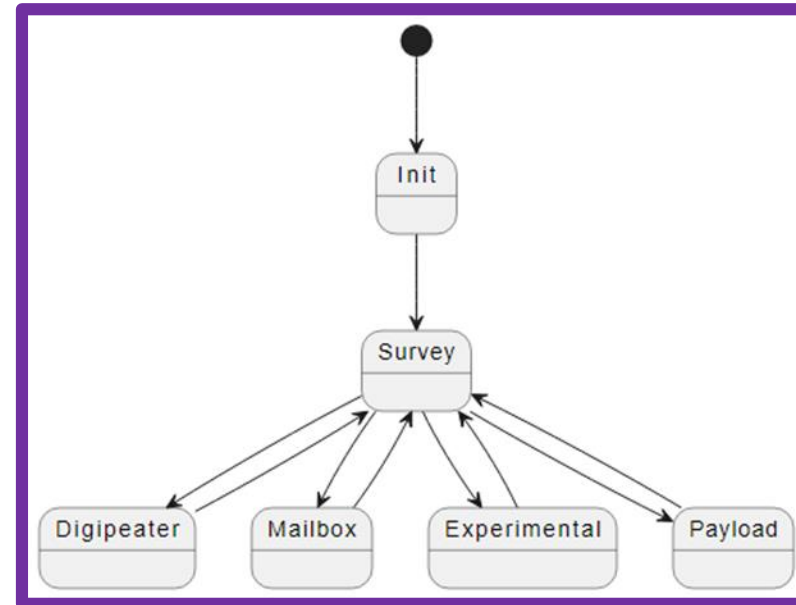 Init
Survey
Digipeater
Mailbox
Experimental
Payload